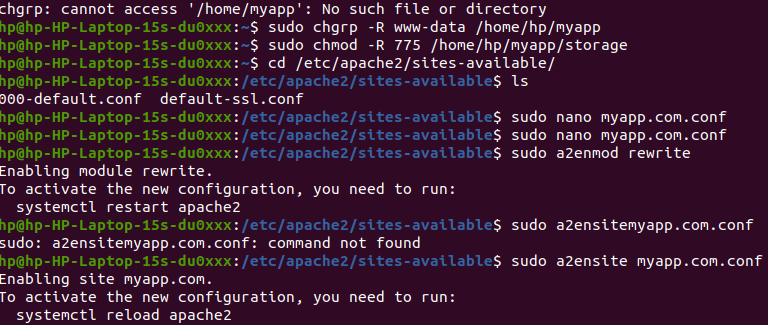 chgrp: cannot access '/home/myapp': No such file or directory
hp@hp-HP-Laptop-15s-du0xxx:~$ sudo chgrp -R www-data /home/hp/myapp
hp@hp-HP-Laptop-15s-du0xxx:~$ sudo chmod -R 775 /home/hp/myapp/storage
hp@hp-HP-Laptop-15s-du0xxx:~$ cd /etc/apache2/sites-available/
hp@hp-HP-Laptop-15s-du0xxx:/etc/apache2/sites-available$ ls
000-default.conf  default-ssl.conf
hp@hp-HP-Laptop-15s-du0xxx:/etc/apache2/sites-available$ sudo nano myapp.com.conf
hp@hp-HP-Laptop-15s-du0xxx:/etc/apache2/sites-available$ sudo nano myapp.com.conf
hp@hp-HP-Laptop-15s-du0xxx:/etc/apache2/sites-available$ sudo a2enmod rewrite
Enabling module rewrite.
To activate the new configuration, you need to run:
  systemctl restart apache2
hp@hp-HP-Laptop-15s-du0xxx:/etc/apache2/sites-available$ sudo a2ensitemyapp.com.conf
sudo: a2ensitemyapp.com.conf: command not found
hp@hp-HP-Laptop-15s-du0xxx:/etc/apache2/sites-available$ sudo a2ensite myapp.com.conf
Enabling site myapp.com.
To activate the new configuration, you need to run:
  systemctl reload apache2